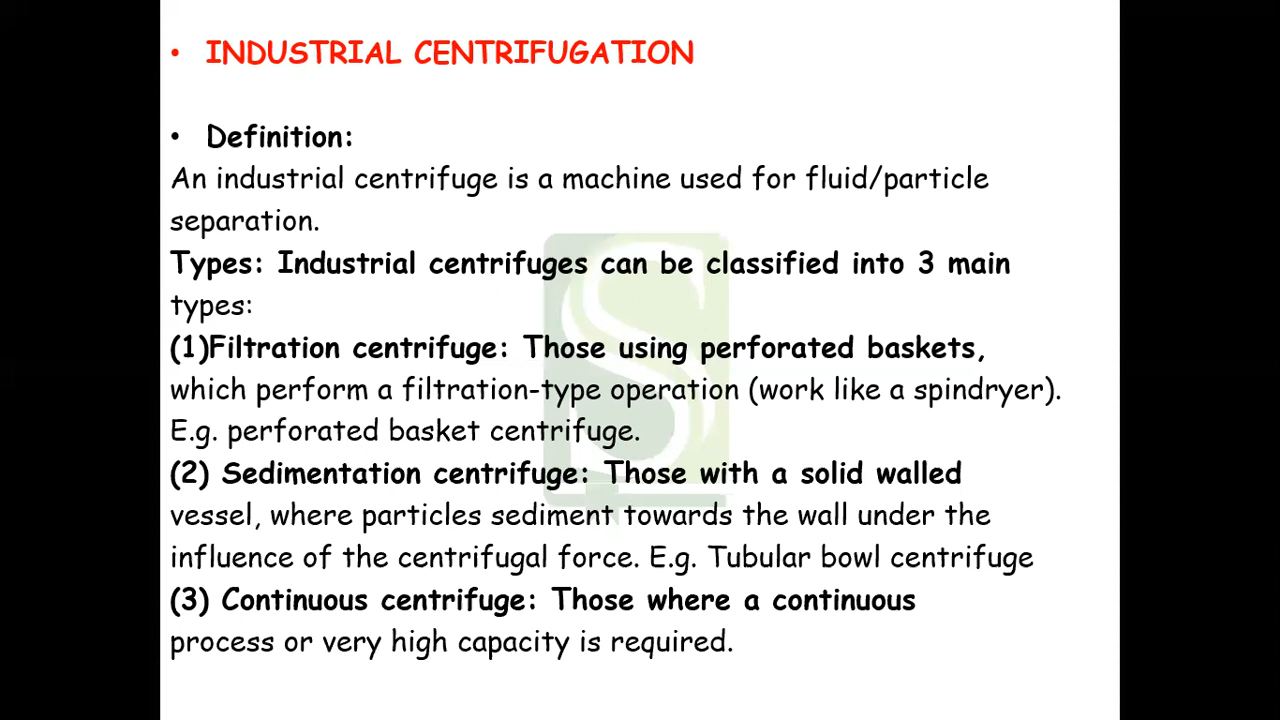 • INDUSTRIAL CENTRIFUGATION
• Definition:
An industrial centrifuge is a machine used for fluid/particle
separation.
Types: Industrial centrifuges can be classified into 3 main
types:
(1)Filtration centrifuge: Those using perforated baskets,
which perform a filtration-type operation (work like a spindryer).
E.g. perforated basket centrifuge.
(2) Sedimentation centrifuge: Those with a solid walled
vessel, where particles sediment towards the wall under the
influence of the centrifugal force. E.g. Tubular bowl centrifuge
(3) Continuous centrifuge: Those where a continuous
process or very high capacity is required.